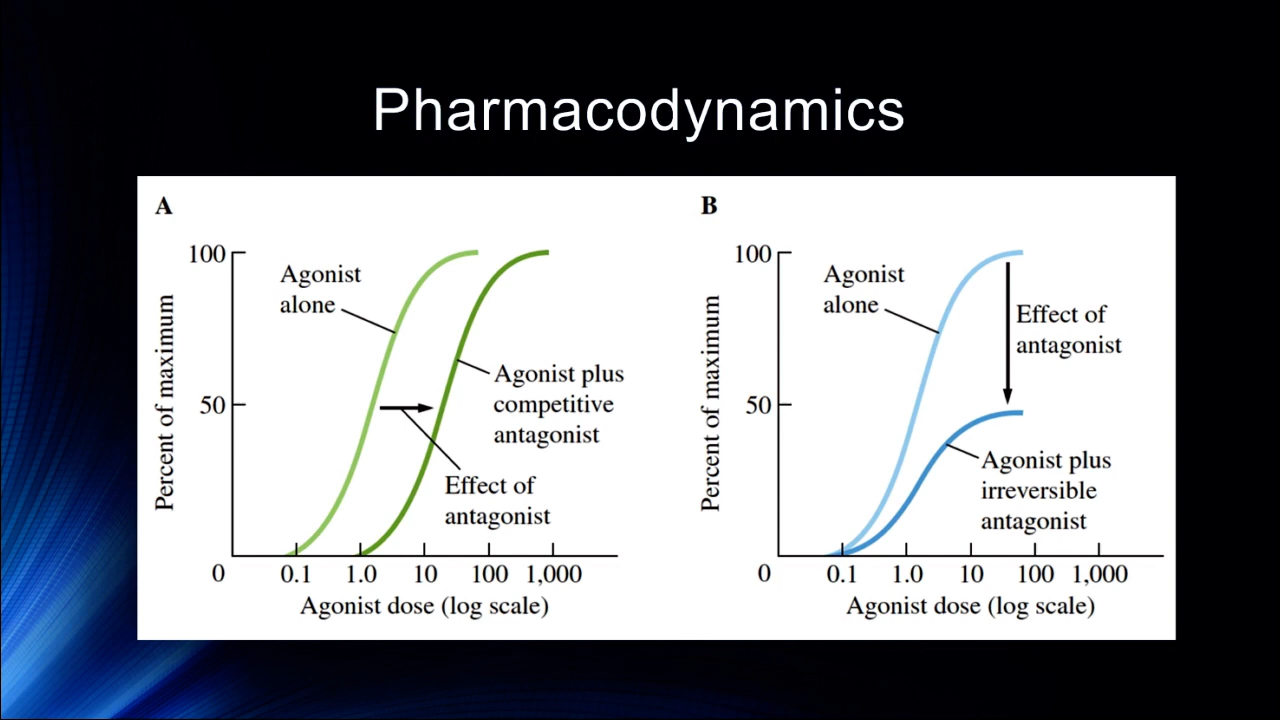 Pharmacodynamics
A
100
50
0
Percent of maximum
Agonist
alone
Agonist plus
competitive
antagonist
Effect of
antagonist
0.1 1.0 10 100 1,000
Agonist dose (log scale)
B
100
50
0
Percent of maximum
Agonist
alone
Effect of
antagonist
Agonist plus
irreversible
antagonist
0.1 1.0 10 100 1,000
Agonist dose (log scale)